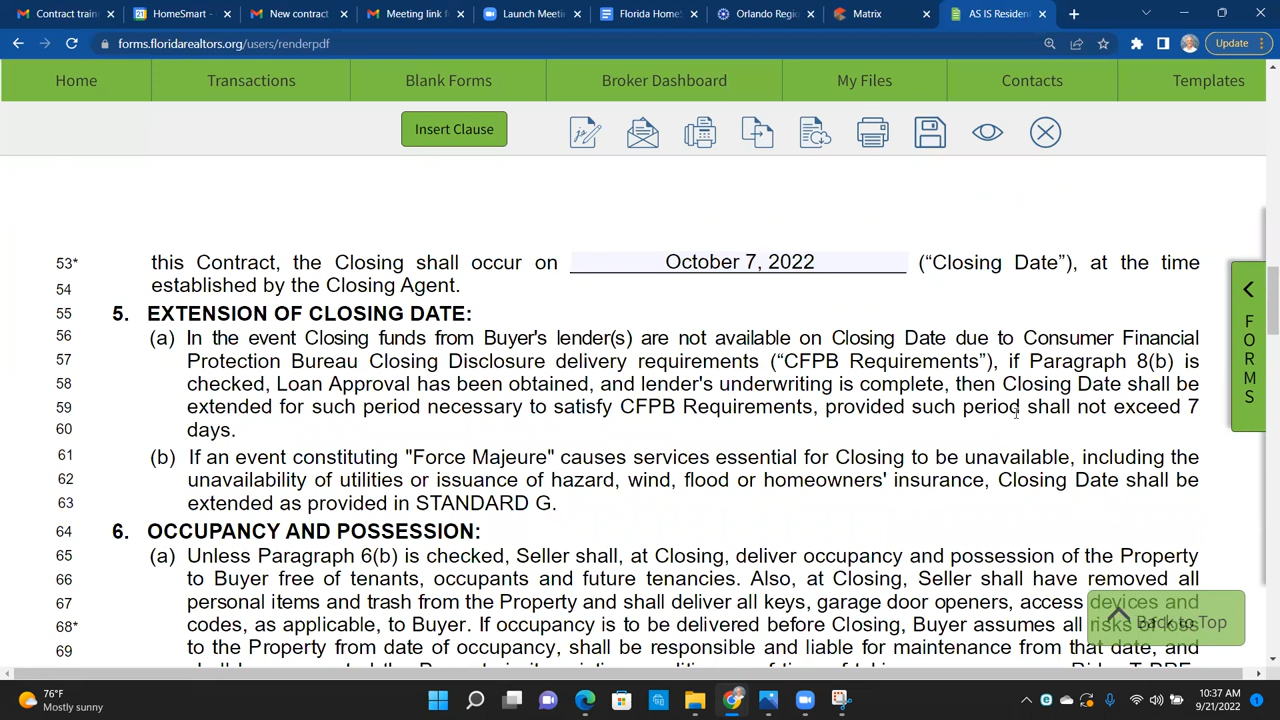 Contract train
HomeSmart -
New contract
Meeting link f
Launch Meeti
Florida HomeS
Orlando Regio
Matrix
AS IS Residen
forms.floridarealtors.org/users/renderpdf
Update
Home
Transactions
Blank Forms
Broker Dashboard
My Files
Contacts
Templates
Insert Clause
53* this Contract, the Closing shall occur on October 7, 2022 (“Closing Date”), at the time
54 established by the Closing Agent.
55 5. EXTENSION OF CLOSING DATE:
56 (a) In the event Closing funds from Buyer's lender(s) are not available on Closing Date due to Consumer Financial
57 Protection Bureau Closing Disclosure delivery requirements (“CFPB Requirements”), if Paragraph 8(b) is
58 checked, Loan Approval has been obtained, and lender's underwriting is complete, then Closing Date shall be
59 extended for such period necessary to satisfy CFPB Requirements, provided such period shall not exceed 7
60 days.
61 (b) If an event constituting "Force Majeure" causes services essential for Closing to be unavailable, including the
62 unavailability of utilities or issuance of hazard, wind, flood or homeowners' insurance, Closing Date shall be
63 extended as provided in STANDARD G.
64 6. OCCUPANCY AND POSSESSION:
65 (a) Unless Paragraph 6(b) is checked, Seller shall, at Closing, deliver occupancy and possession of the Property
66 to Buyer free of tenants, occupants and future tenancies. Also, at Closing, Seller shall have removed all
67 personal items and trash from the Property and shall deliver all keys, garage door openers, access devices and
68* codes, as applicable, to Buyer. If occupancy is to be delivered before Closing, Buyer assumes all risks of loss
69 to the Property from date of occupancy, shall be responsible and liable for maintenance from that date, and
FORMS
Back to Top
76°F
Mostly sunny
10:37 AM
9/21/2022
1